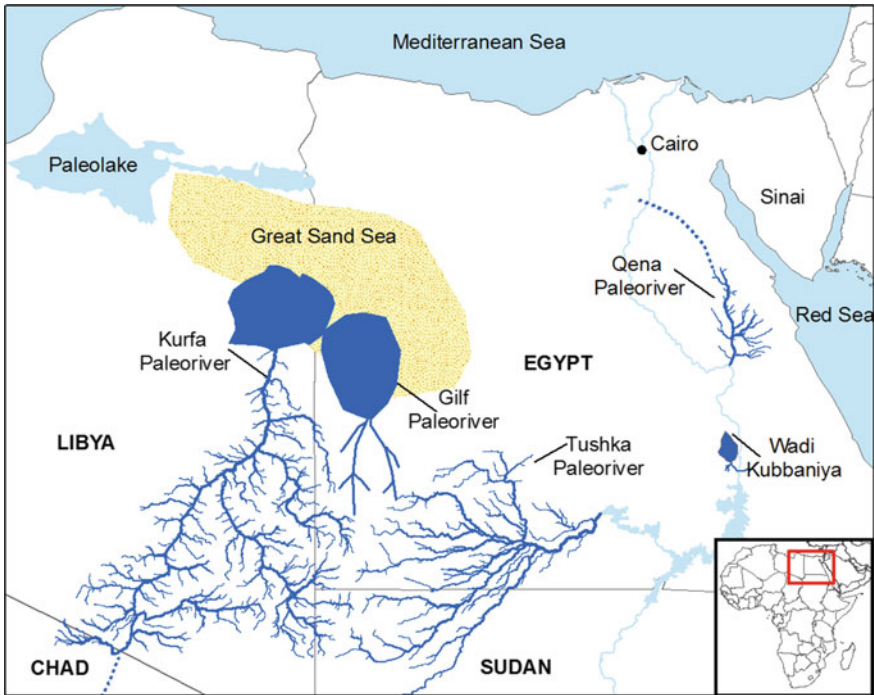 Mediterranean Sea
Cairo
Paleolake
Sinai
Great Sand Sea
Qena
Paleoriver
Red Sea
Kurfa
Paleoriver
EGYPT
Gilf
Paleoriver
LIBYA
Tushka
Paleoriver
Wadi
Kubbaniya
CHAD
SUDAN